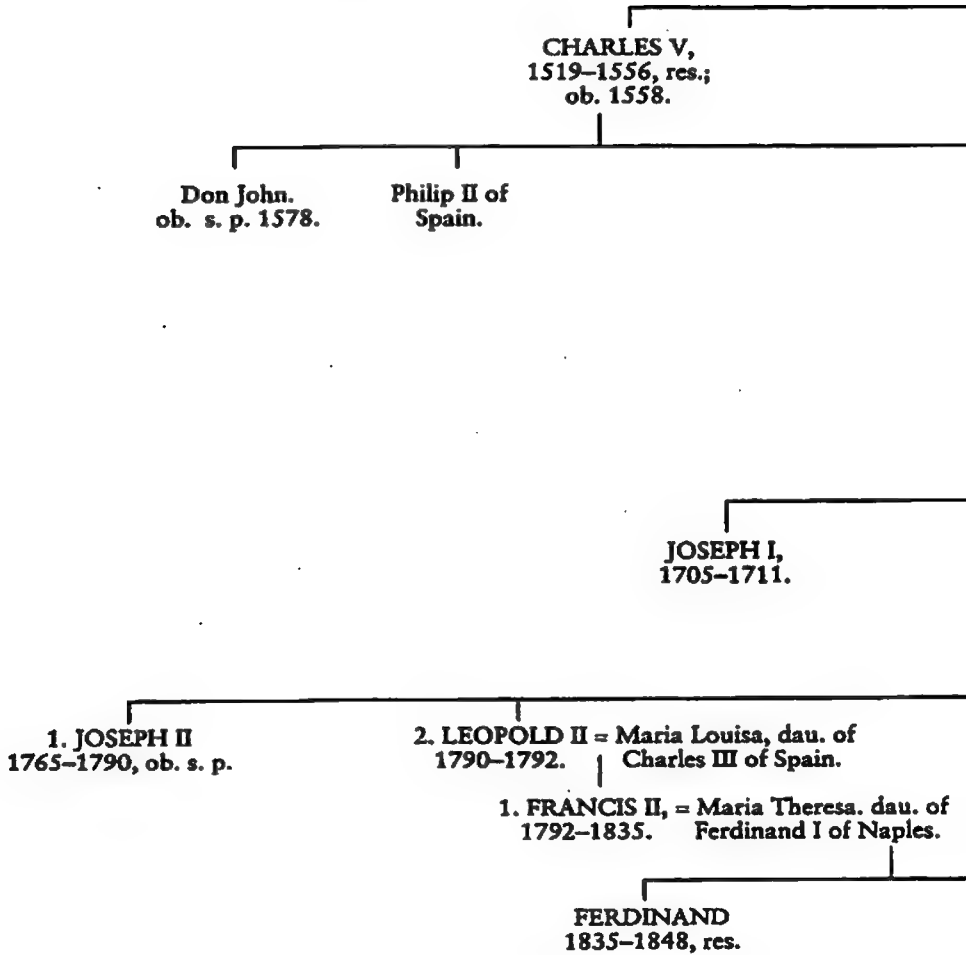 CHARLES V,
1519–1556, res.;
ob. 1558.
Don John.
ob. s. p. 1578.
Philip II of
Spain.
JOSEPH I,
1705–1711.
1. JOSEPH II
1765–1790, ob. s. p.
2. LEOPOLD II = Maria Louisa, dau. of
1790–1792. Charles III of Spain.
1. FRANCIS II, = Maria Theresa. dau. of
1792–1835. Ferdinand I of Naples.
FERDINAND
1835–1848, res.